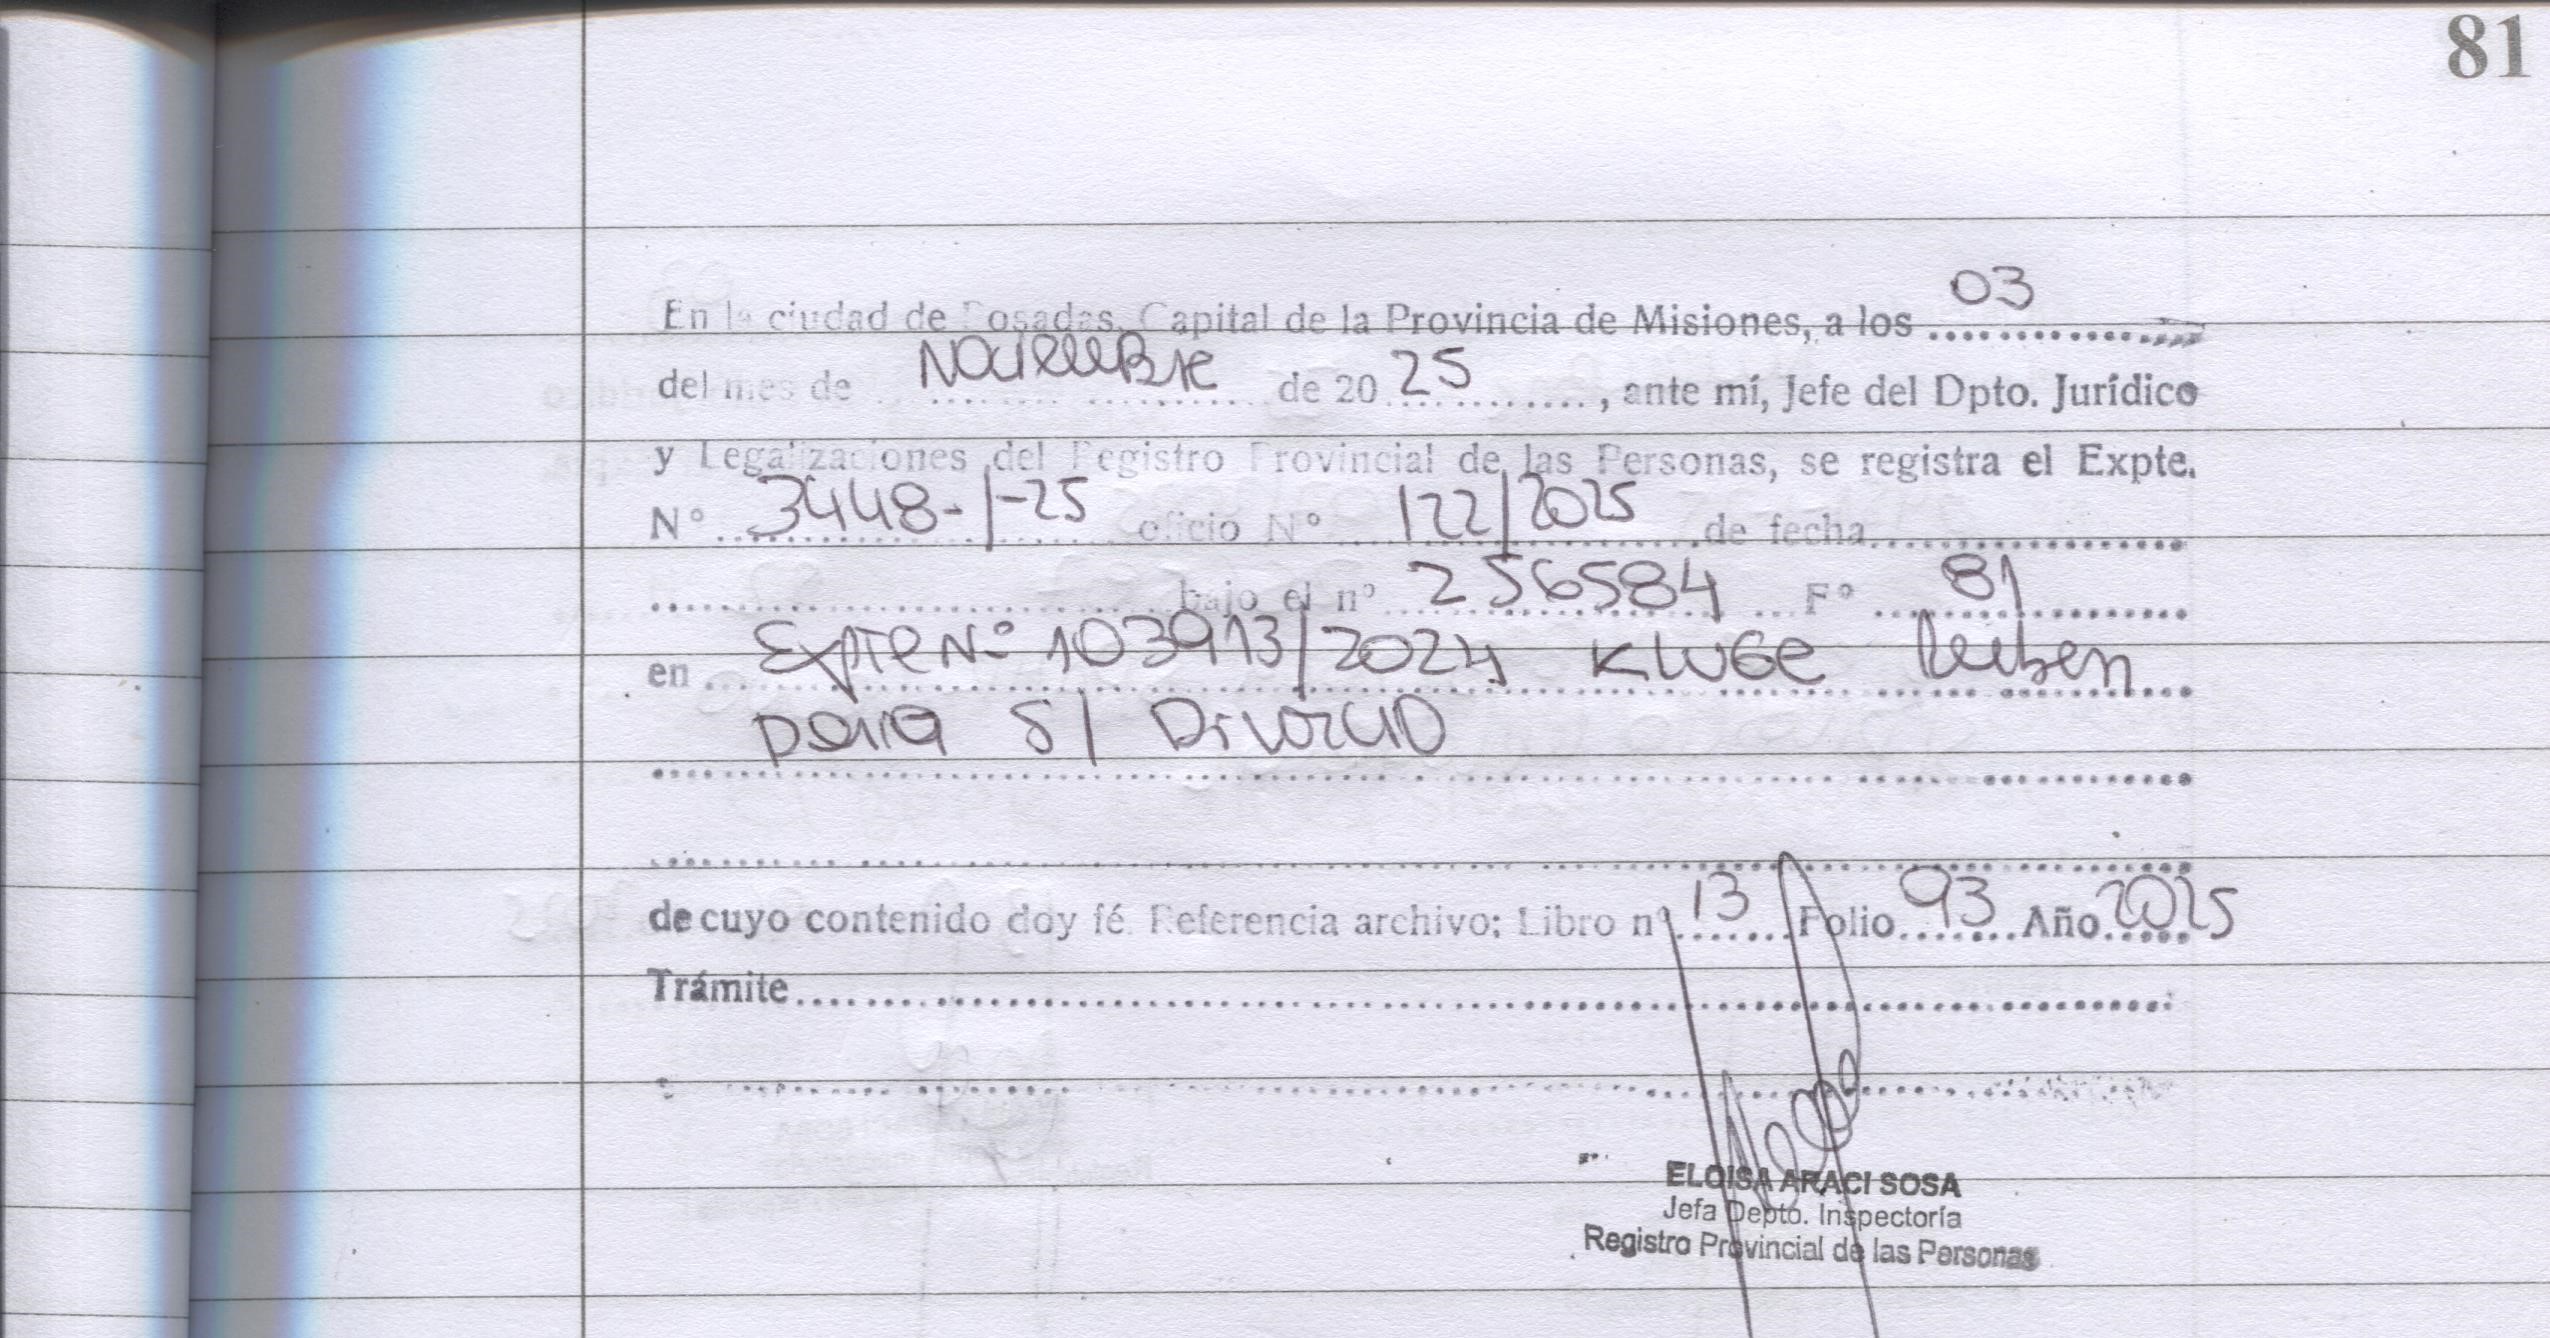 81
En la ciudad de Posadas, Capital de la Provincia de Misiones, a los 03
del mes de Noviembre de 2025, ante mí, Jefe del Dpto. Jurídico
y Legalizaciones del Registro Provincial de las Personas, se registra el Expte.
N° 3448-1-25 oficio N° 122/2025 de fecha
bajo el n° 256584 F° 81
en Expte N° 103913/2024 Kluge Ruben
S/ Divorcio
de cuyo contenido doy fé. Referencia archivo: Libro n° 13 Folio 93 Año 2025
Trámite
ELOISA ARACI SOSA
Jefa Depto. Inspectoría
Registro Provincial de las Personas